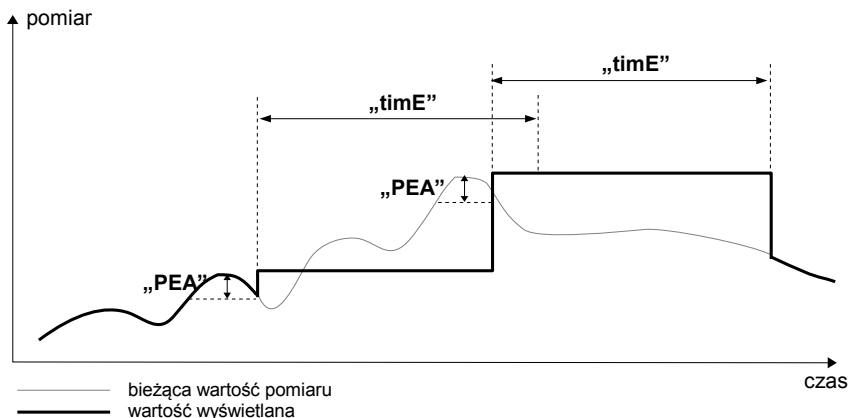 pomiar
„timE”
„timE”
„PEA”
„PEA”
czas
bieżąca wartość pomiaru
wartość wyświetlana